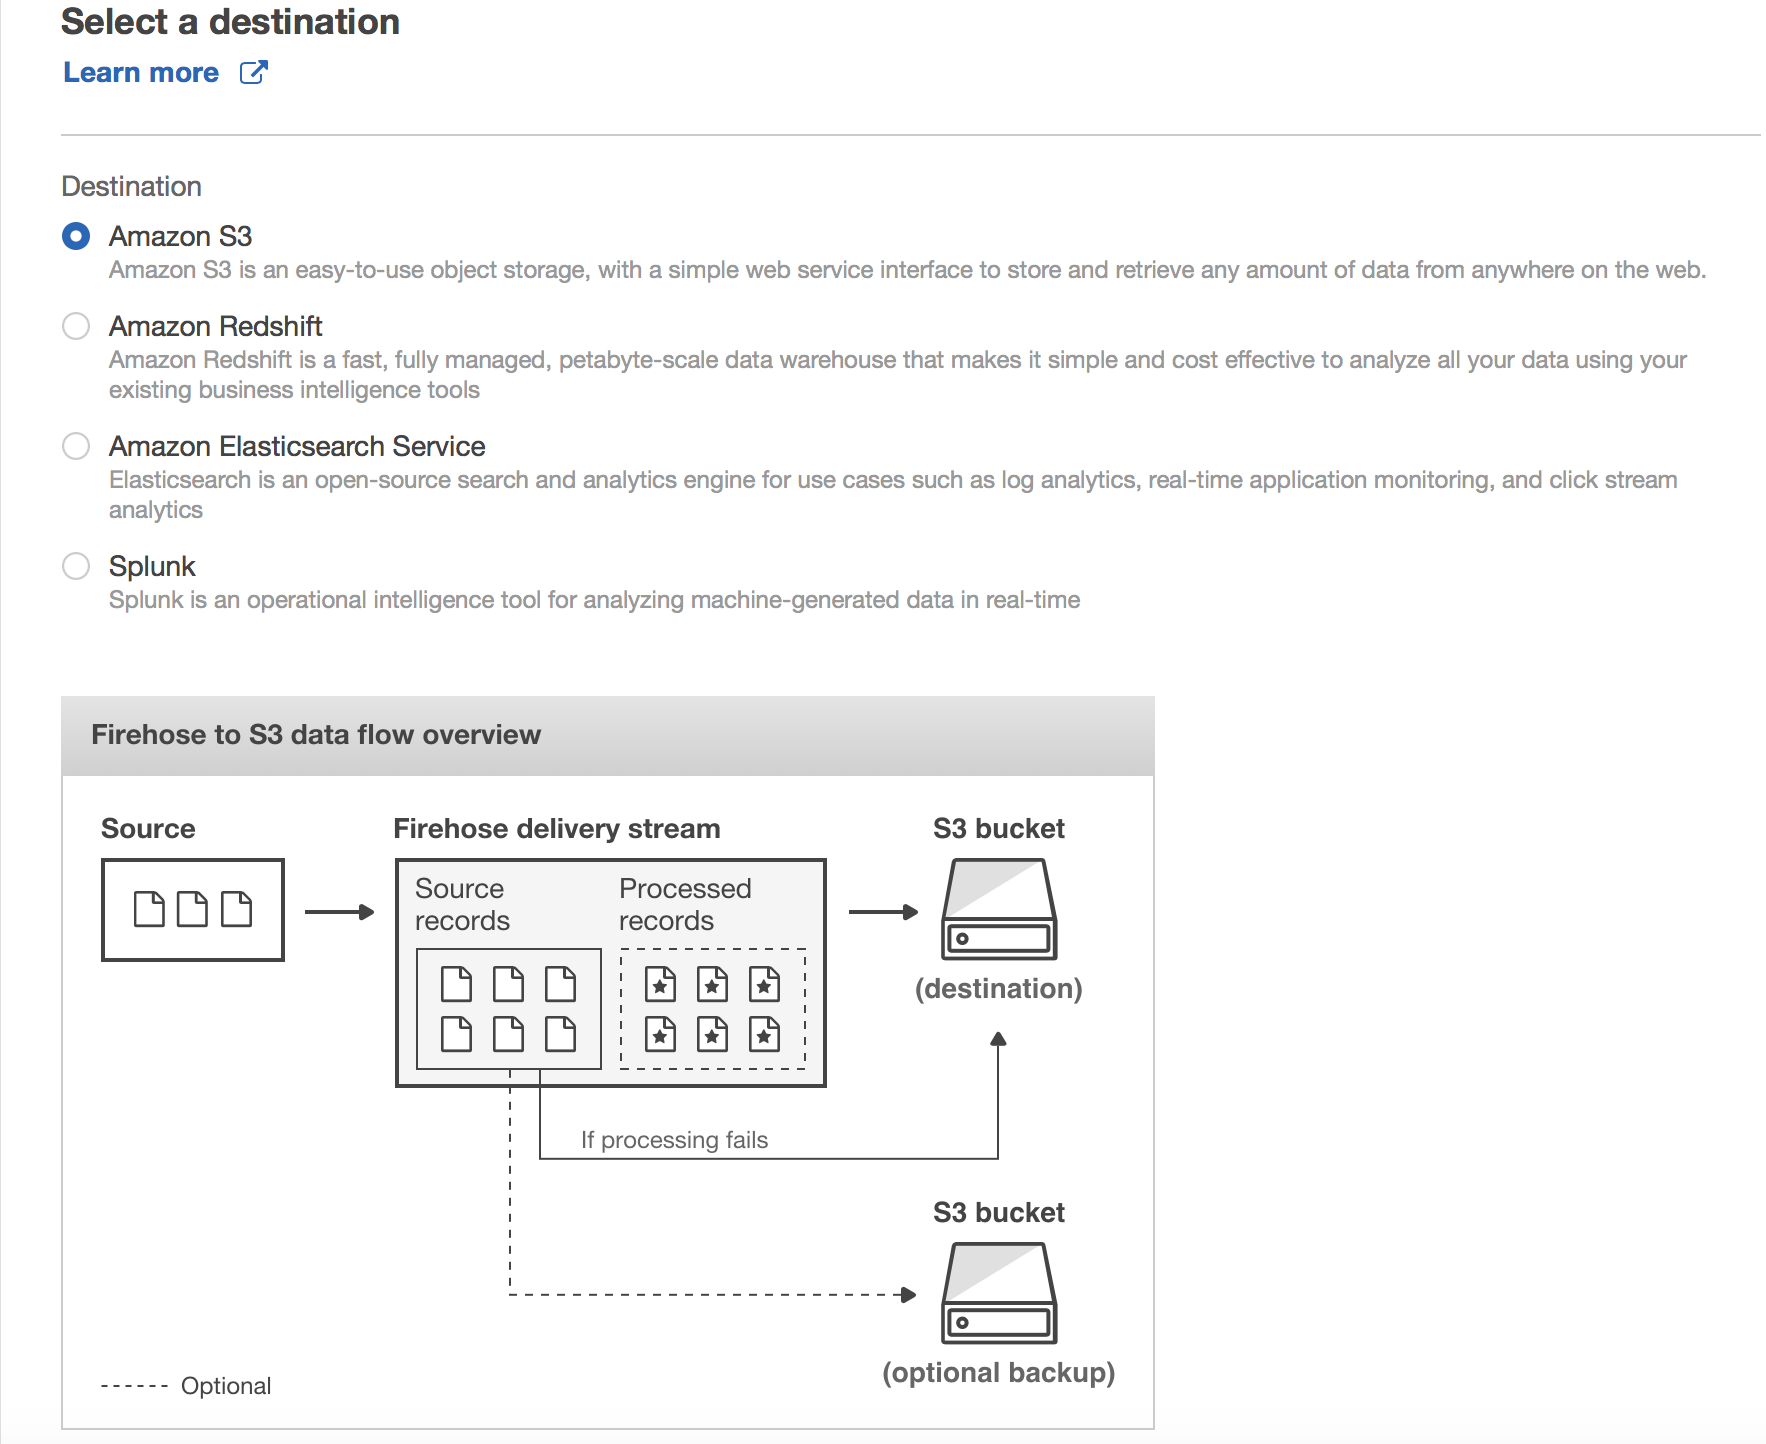 Select a destination
Learn more
Destination
Amazon S3
Amazon S3 is an easy-to-use object storage, with a simple web service interface to store and retrieve any amount of data from anywhere on the web.
Amazon Redshift
Amazon Redshift is a fast, fully managed, petabyte-scale data warehouse that makes it simple and cost effective to analyze all your data using your
existing business intelligence tools
Amazon Elasticsearch Service
Elasticsearch is an open-source search and analytics engine for use cases such as log analytics, real-time application monitoring, and click stream
analytics
Splunk
Splunk is an operational intelligence tool for analyzing machine-generated data in real-time
Firehose to S3 data flow overview
Source
Firehose delivery stream
S3 bucket
Source
records
Processed
records
(destination)
If processing fails
S3 bucket
(optional backup)
Optional